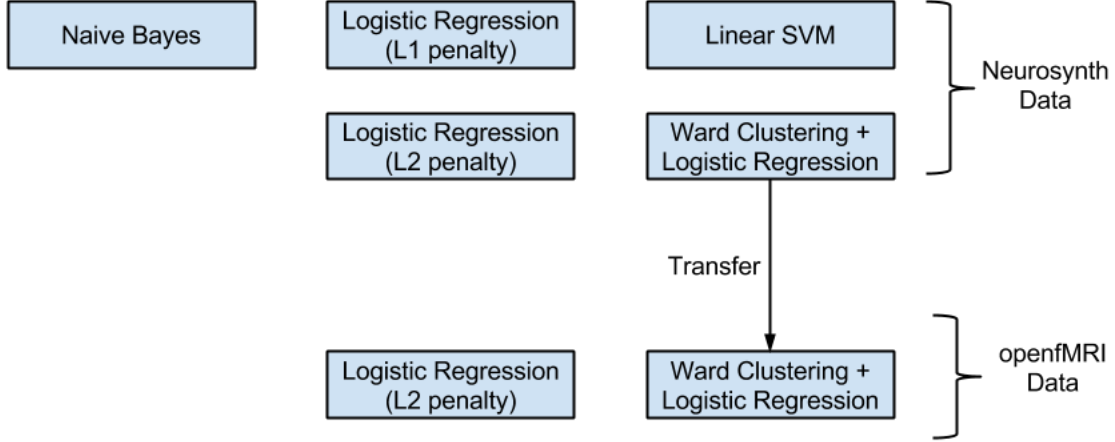 Naive Bayes
Logistic Regression
(L1 penalty)
Linear SVM
Neurosynth
Data
Logistic Regression
(L2 penalty)
Ward Clustering +
Logistic Regression
Transfer
Logistic Regression
(L2 penalty)
Ward Clustering +
Logistic Regression
openfMRI
Data